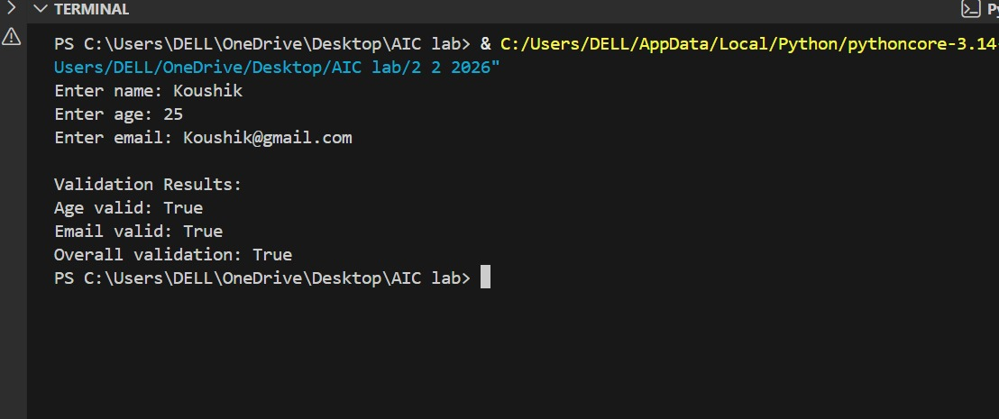 TERMINAL
PS C:\Users\DELL\OneDrive\Desktop\AIC lab> & C:/Users/DELL/AppData/Local/Python/pythoncore-3.14-
Users/DELL/OneDrive/Desktop/AIC lab/2 2 2026"
Enter name: Koushik
Enter age: 25
Enter email: Koushik@gmail.com
Validation Results:
Age valid: True
Email valid: True
Overall validation: True
PS C:\Users\DELL\OneDrive\Desktop\AIC lab>